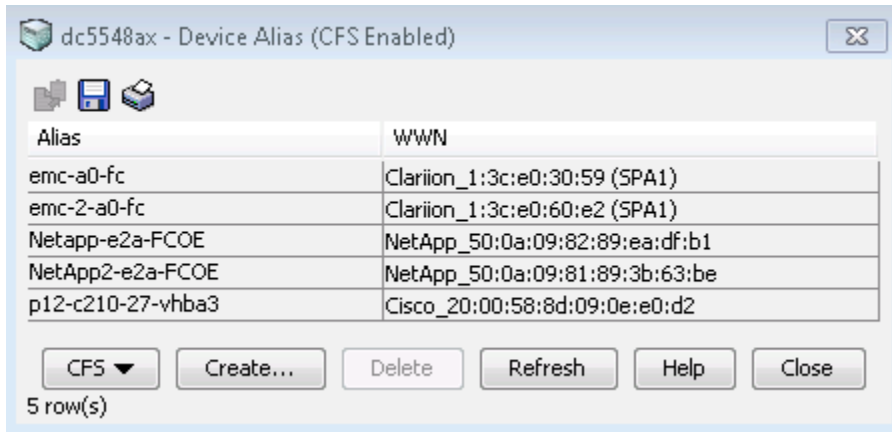 dc5548ax - Device Alias (CFS Enabled)
Alias WWN
emc-a0-fc Clariion_1:3c:e0:30:59 (SPA1)
emc-2-a0-fc Clariion_1:3c:e0:60:e2 (SPA1)
Netapp-e2a-FCOE NetApp_50:0a:09:82:89:ea:df:b1
NetApp2-e2a-FCOE NetApp_50:0a:09:81:89:3b:63:be
p12-c210-27-vhba3 Cisco_20:00:58:8d:09:0e:e0:d2
CFS Create... Delete Refresh Help Close
5 row(s)